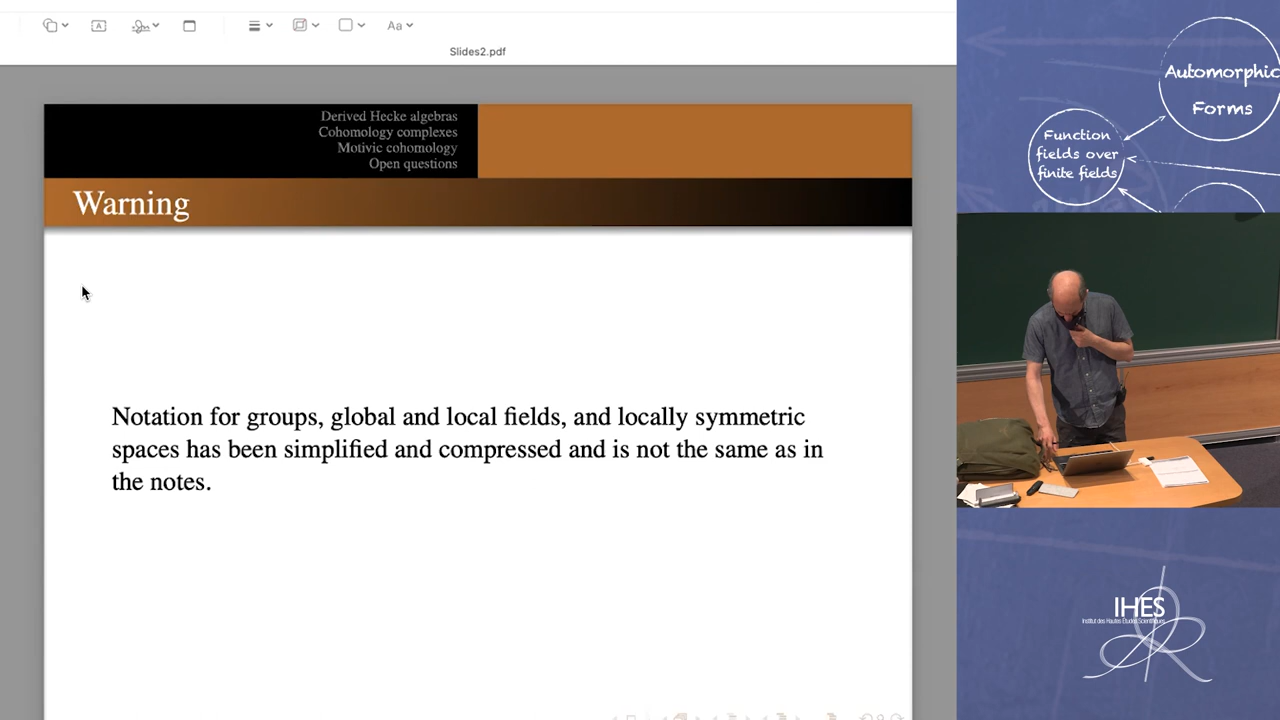 Aa
Slides2.pdf
Derived Hecke algebras
Cohomology complexes
Motivic cohomology
Open questions
Warning
Notation for groups, global and local fields, and locally symmetric
spaces has been simplified and compressed and is not the same as in
the notes.
Automorphic
Forms
Function
fields over
finite fields
IHES
Institut des Hautes Études Scientifiques